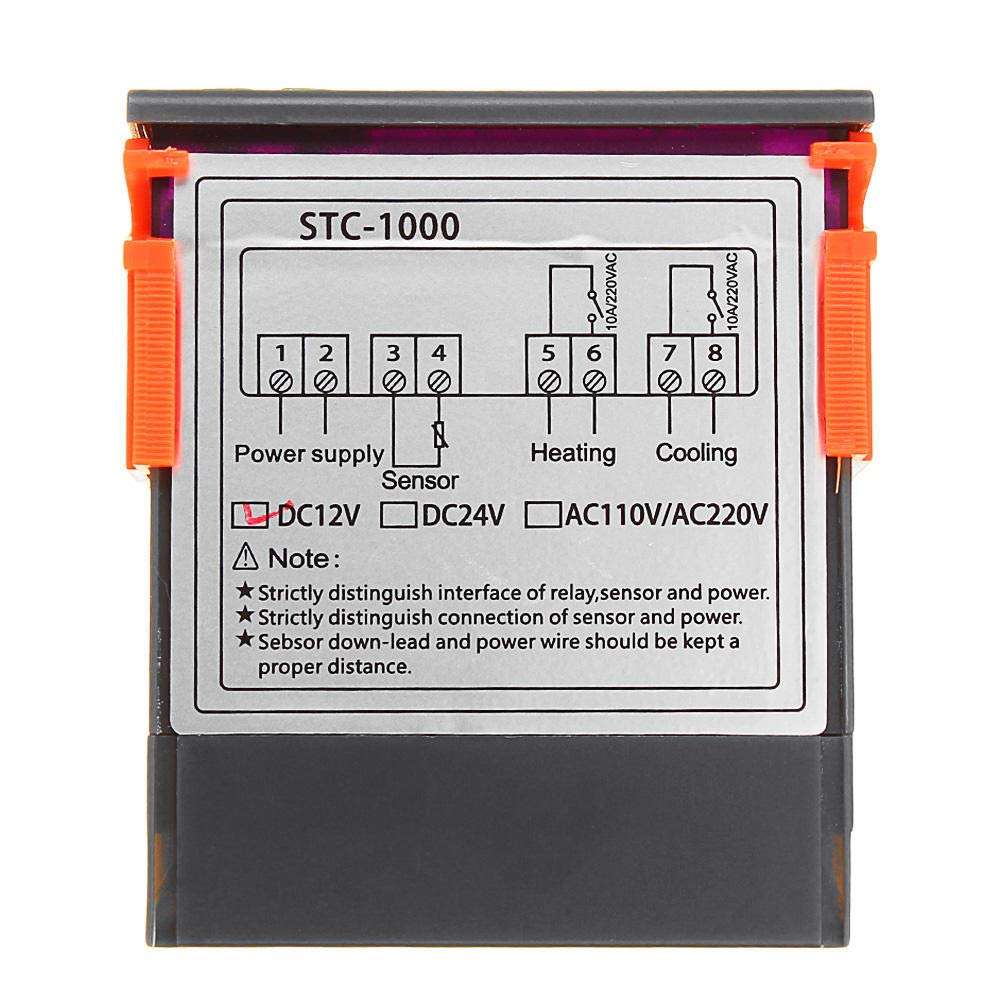 STC-1000
10A/220VAC
10A/220VAC
1 2 3 4 5 6 7 8
Power supply
Sensor
Heating
Cooling
DC12V DC24V AC110V/AC220V
Note:
★Strictly distinguish interface of relay,sensor and power.
★Strictly distinguish connection of sensor and power.
★Sebsor down-lead and power wire should be kept a
proper distance.